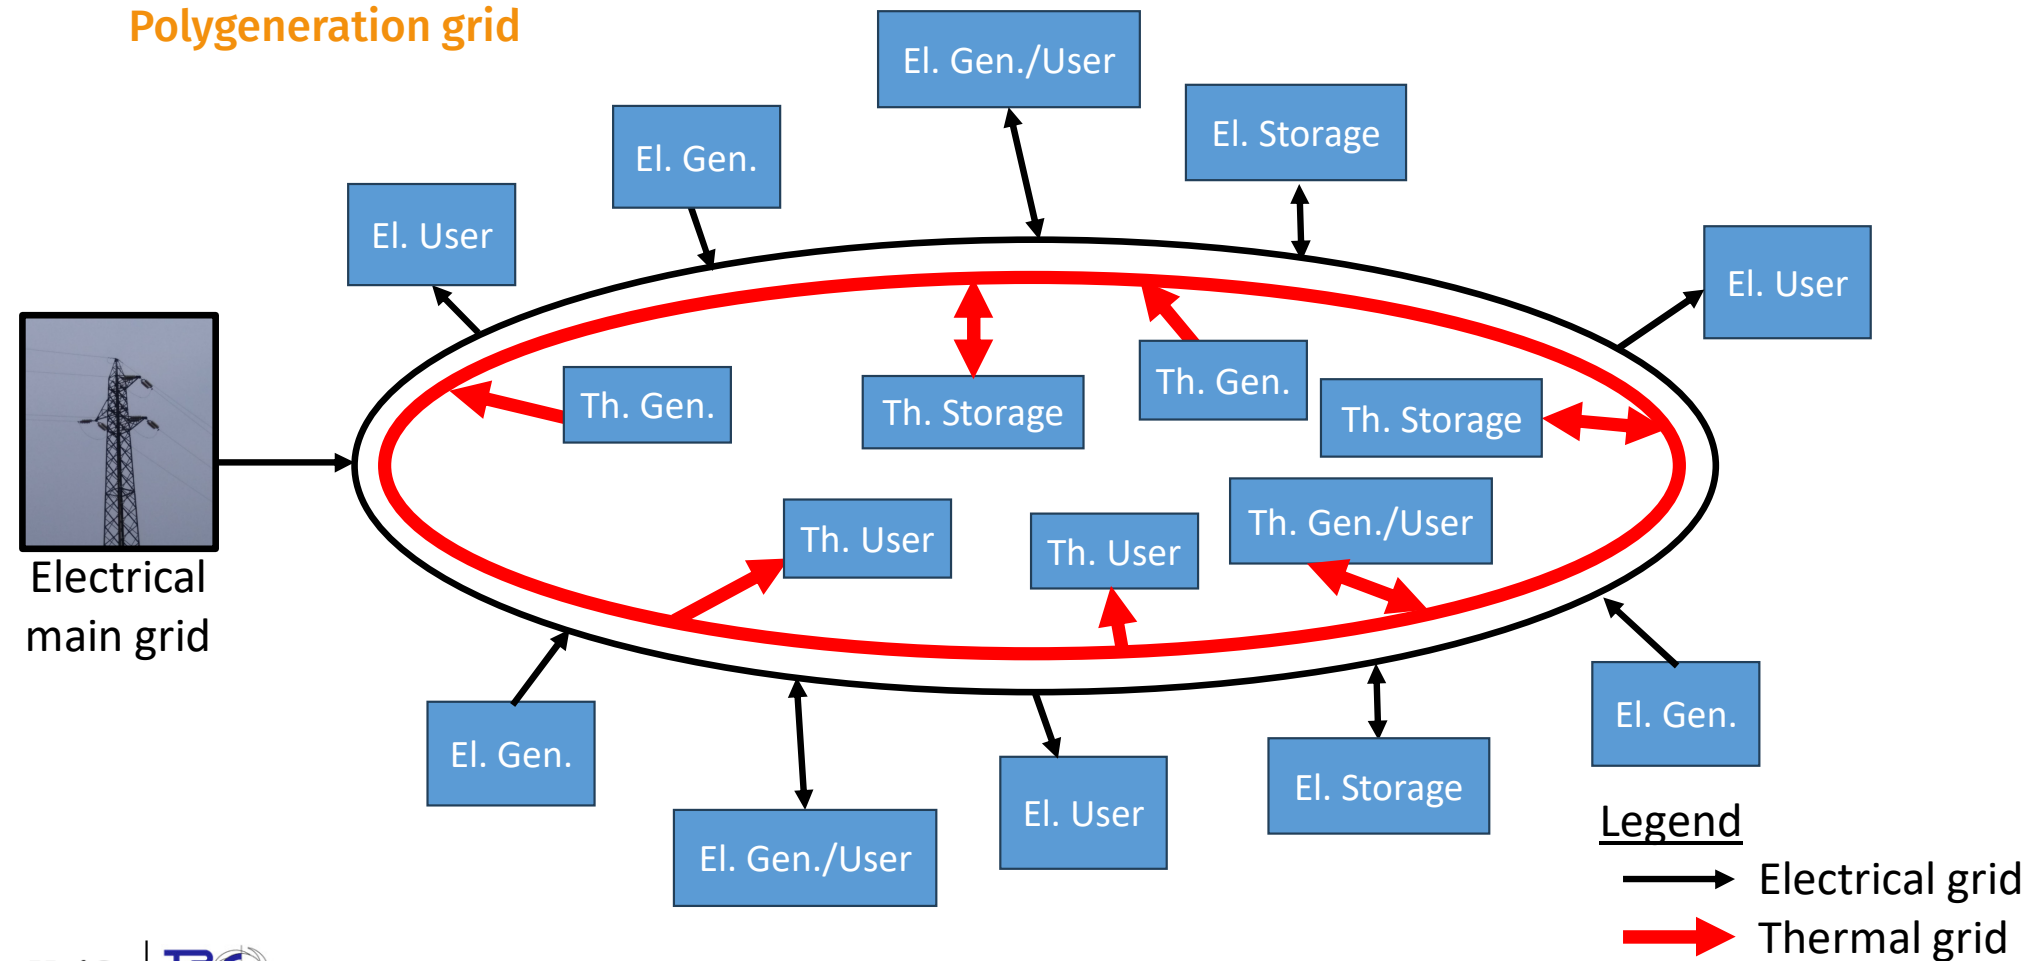 Polygeneration grid
El. Gen./User
El. Storage
El. Gen.
El. User
El. User
Th. Gen.
Th. Storage
Th. Gen.
Th. Storage
Th. User
Th. User
Th. Gen./User
Electrical
main grid
El. Gen.
El. Gen./User
El. User
El. Storage
El. Gen.
Legend
Electrical grid
Thermal grid